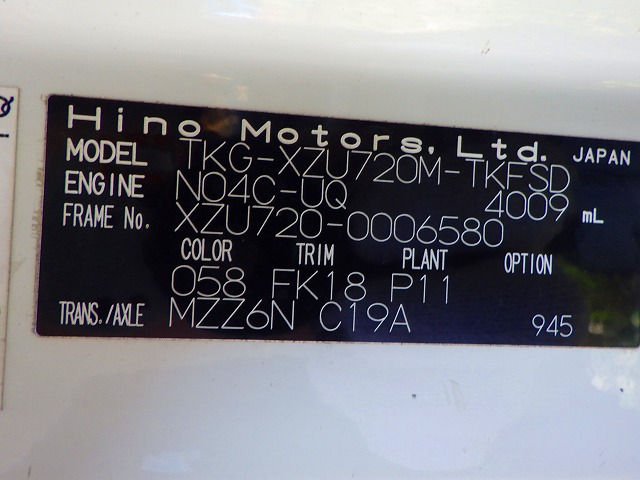 Hino Motors, Ltd. JAPAN
MODEL TKG-XZU720M-TKFSD
ENGINE N04C-UQ 4009 mL
FRAME No. XZU720-0006580
COLOR TRIM PLANT OPTION
058 FK18 P11
TRANS./AXLE MZZ6N C19A 945